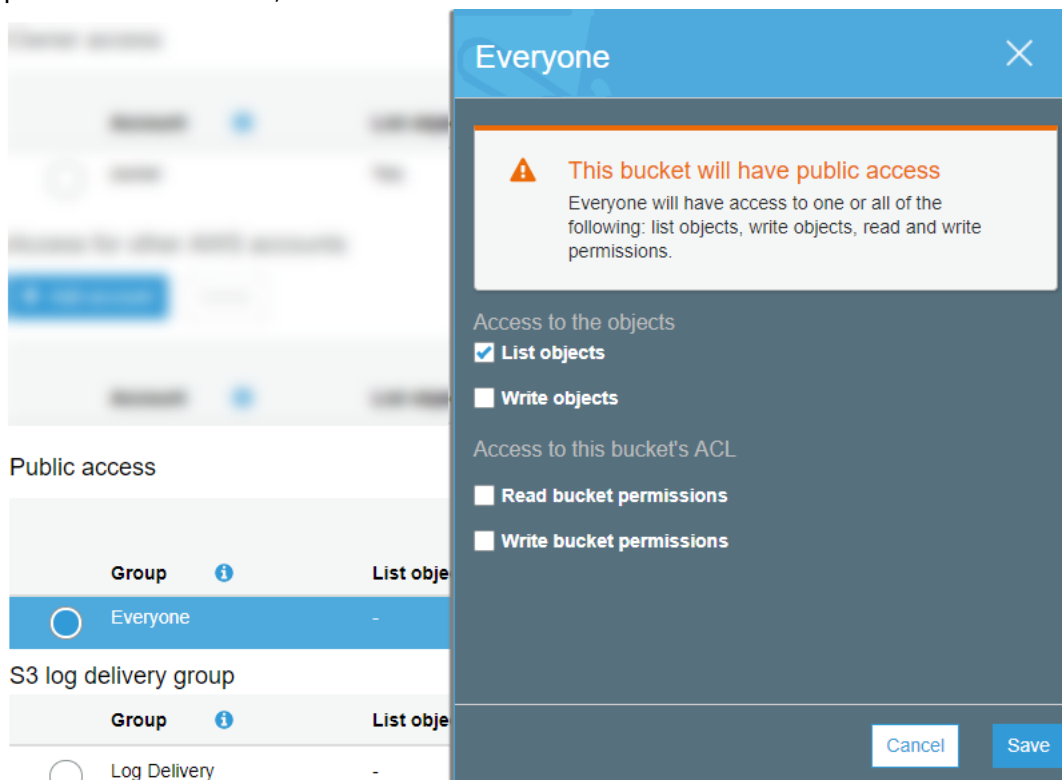 Everyone
This bucket will have public access
Everyone will have access to one or all of the
following: list objects, write objects, read and write
permissions.
Access to the objects
List objects
Write objects
Access to this bucket's ACL
Read bucket permissions
Write bucket permissions
Cancel
Save
Public access
Group List obje
Everyone -
S3 log delivery group
Group List obje
Log Delivery -